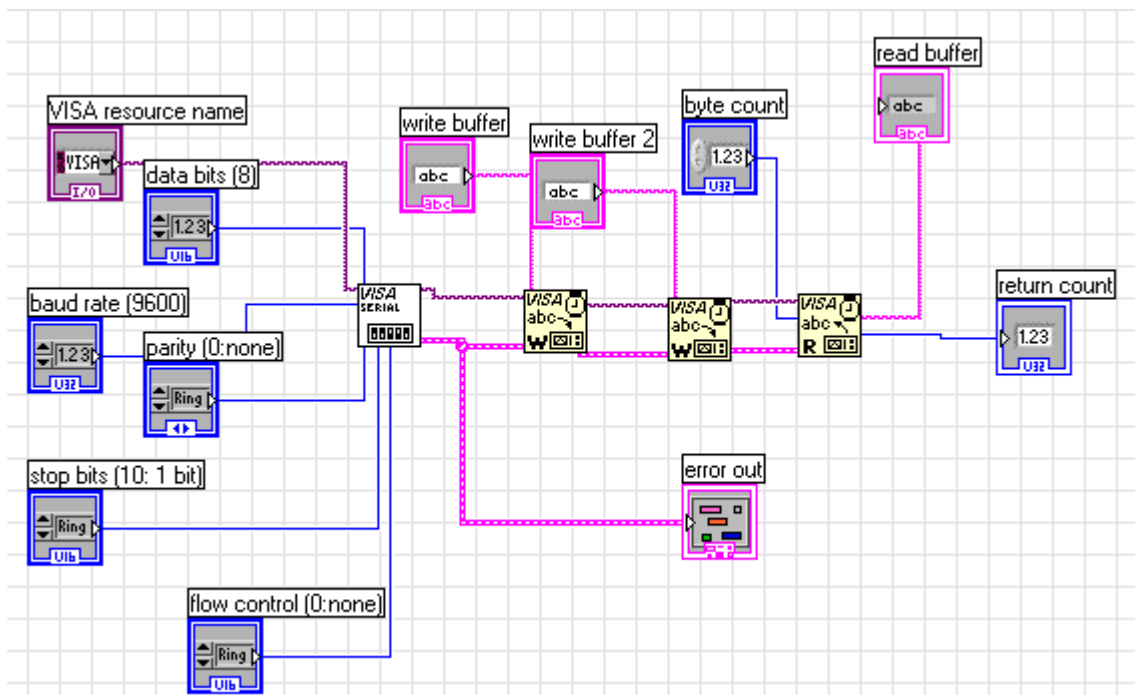 read buffer
abc
abc
VISA resource name
VISA
I/O
write buffer
abc
abc
write buffer 2
abc
abc
byte count
1.23
U32
data bits (8)
1.23
U16
baud rate (9600)
1.23
U32
parity (0:none)
Ring
VISA
SERIAL
VISA
abc
W
VISA
abc
W
VISA
abc
R
return count
1.23
U32
stop bits (10: 1 bit)
Ring
U16
error out
flow control (0:none)
Ring
U16